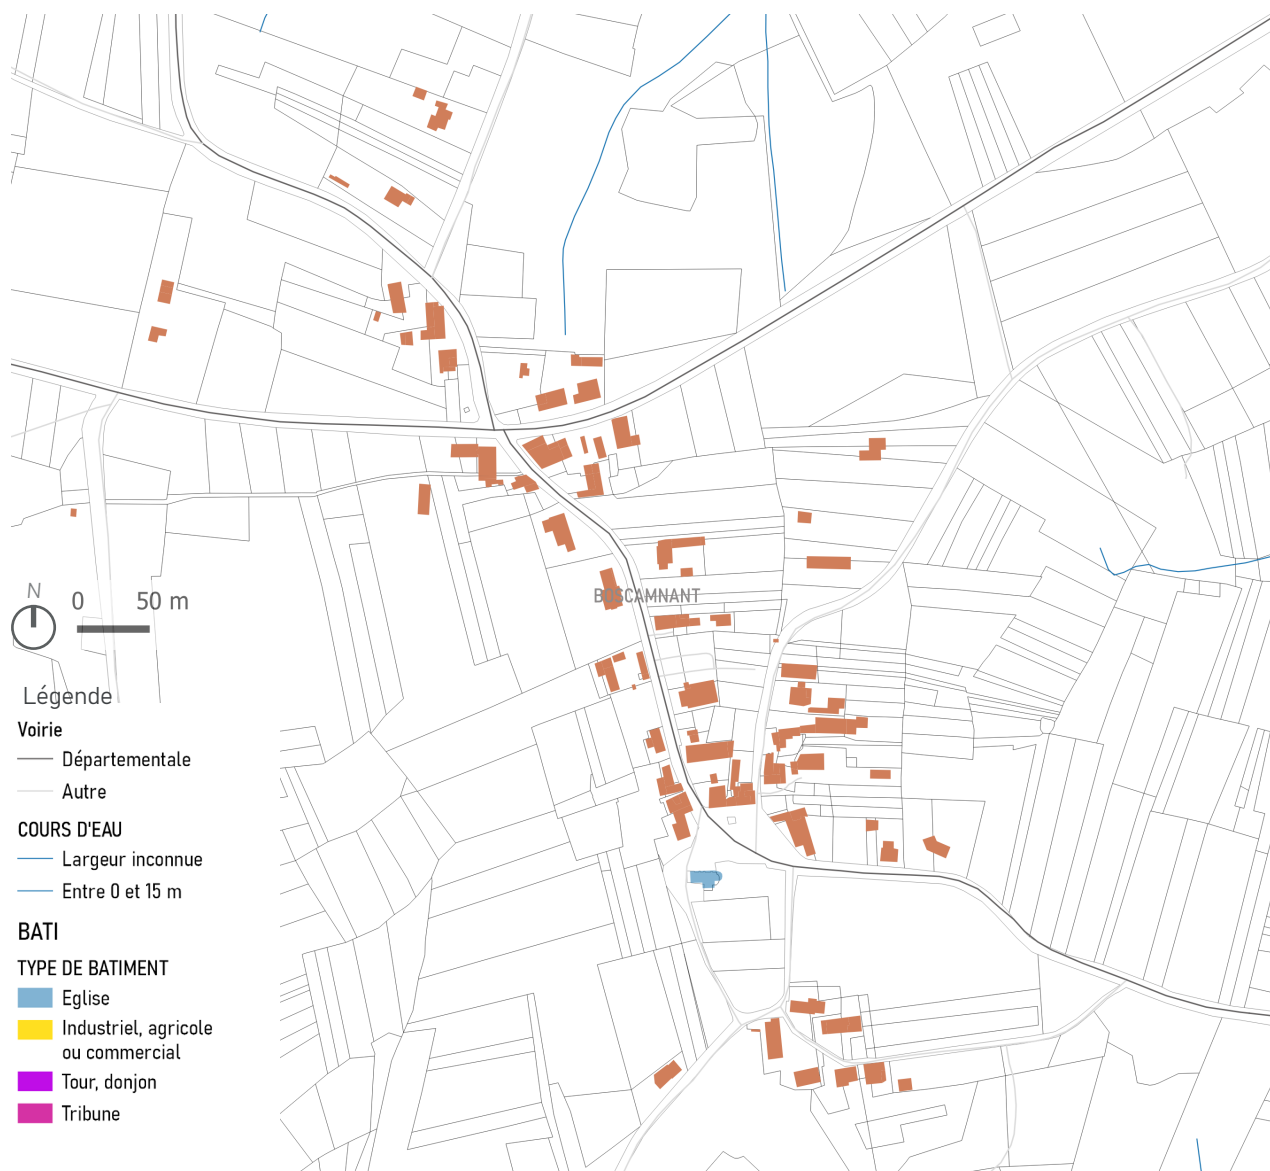 BOSCAMNANT
N
0 50 m
Légende
Voirie
Départementale
Autre
COURS D'EAU
Largeur inconnue
Entre 0 et 15 m
BATI
TYPE DE BATIMENT
Eglise
Industriel, agricole
ou commercial
Tour, donjon
Tribune